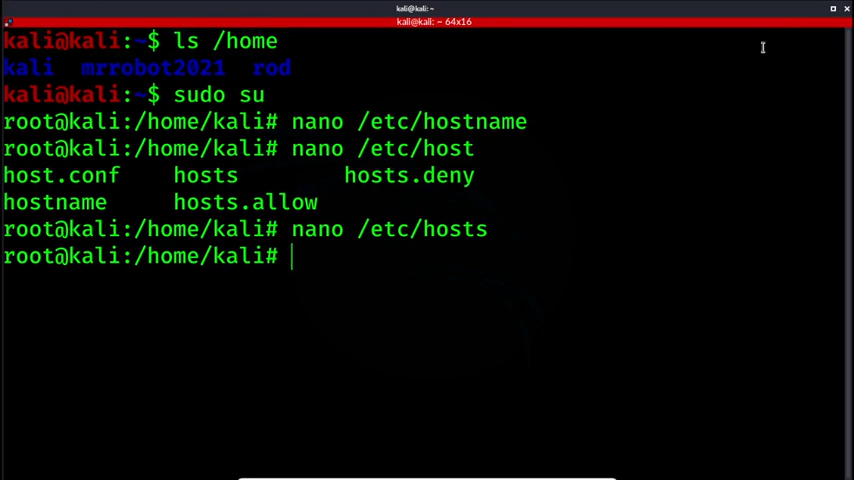 kali@kali:~
kali@kali: ~ 64x16
kali@kali:~$ ls /home
kali  mrrobot2021  rod
kali@kali:~$ sudo su
root@kali:/home/kali# nano /etc/hostname
root@kali:/home/kali# nano /etc/host
host.conf    hosts        hosts.deny
hostname     hosts.allow
root@kali:/home/kali# nano /etc/hosts
root@kali:/home/kali#